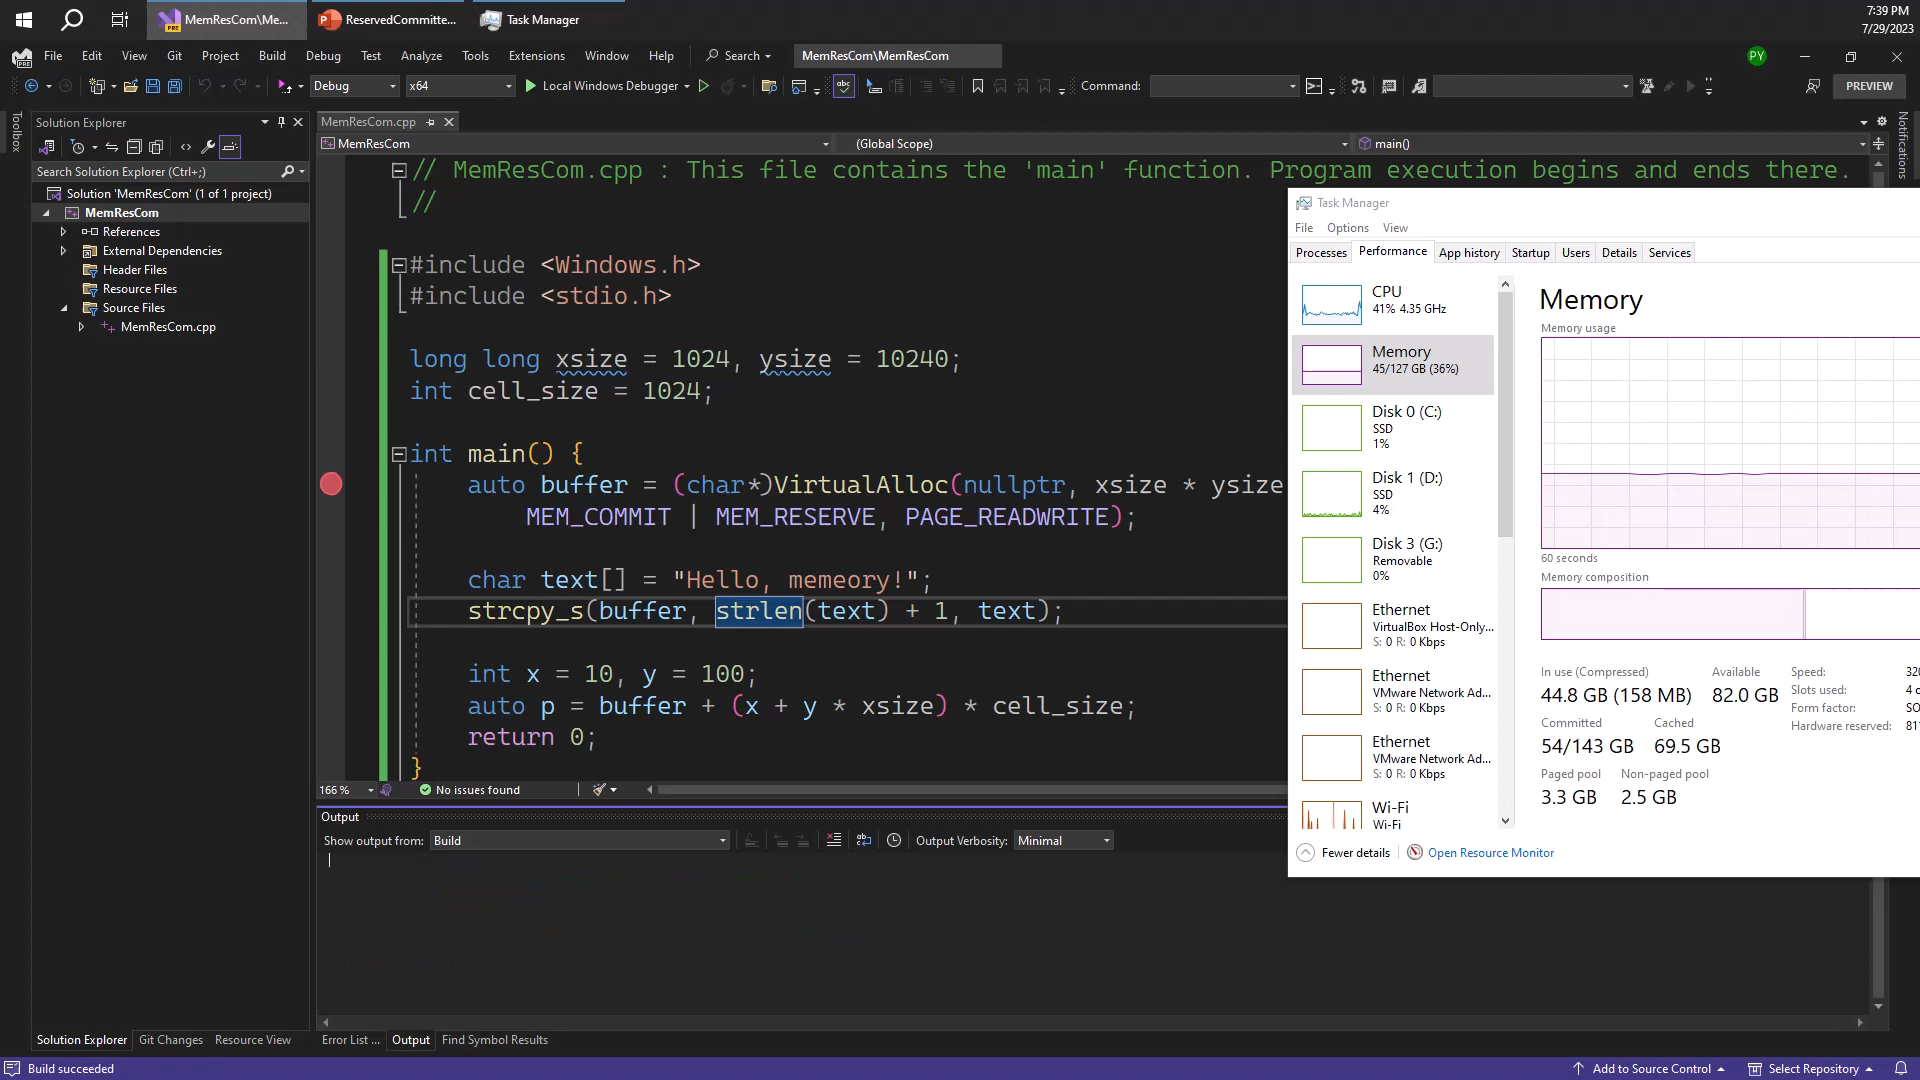 MemResCom\Me...
ReservedCommitte...
Task Manager
7:39 PM
7/29/2023
File Edit View Git Project Build Debug Test Analyze Tools Extensions Window Help Search MemResCom\MemResCom
PY
Debug x64 Local Windows Debugger Command: PREVIEW
Toolbox
Solution Explorer
Search Solution Explorer (Ctrl+;)
Solution 'MemResCom' (1 of 1 project)
MemResCom
References
External Dependencies
Header Files
Resource Files
Source Files
MemResCom.cpp
MemResCom.cpp
MemResCom (Global Scope) main()
Notifications
// MemResCom.cpp : This file contains the 'main' function. Program execution begins and ends there.
//
#include <Windows.h>
#include <stdio.h>
long long xsize = 1024, ysize = 10240;
int cell_size = 1024;
int main() {
auto buffer = (char*)VirtualAlloc(nullptr, xsize * ysize
MEM_COMMIT | MEM_RESERVE, PAGE_READWRITE);
char text[] = "Hello, memeory!";
strcpy_s(buffer, strlen(text) + 1, text);
int x = 10, y = 100;
auto p = buffer + (x + y * xsize) * cell_size;
return 0;
}
166 % No issues found
Output
Show output from: Build Output Verbosity: Minimal
Task Manager
File Options View
Processes Performance App history Startup Users Details Services
CPU
41% 4.35 GHz
Memory
45/127 GB (36%)
Disk 0 (C:)
SSD
1%
Disk 1 (D:)
SSD
4%
Disk 3 (G:)
Removable
0%
Ethernet
VirtualBox Host-Only...
S: 0 R: 0 Kbps
Ethernet
VMware Network Ad...
S: 0 R: 0 Kbps
Ethernet
VMware Network Ad...
S: 0 R: 0 Kbps
Wi-Fi
Wi-Fi
Memory
Memory usage
60 seconds
Memory composition
In use (Compressed) Available
44.8 GB (158 MB) 82.0 GB
Committed Cached
54/143 GB 69.5 GB
Paged pool Non-paged pool
3.3 GB 2.5 GB
Speed: 320
Slots used: 4 o
Form factor: SO
Hardware reserved: 811
Fewer details Open Resource Monitor
Solution Explorer Git Changes Resource View Error List ... Output Find Symbol Results
Build succeeded Add to Source Control Select Repository